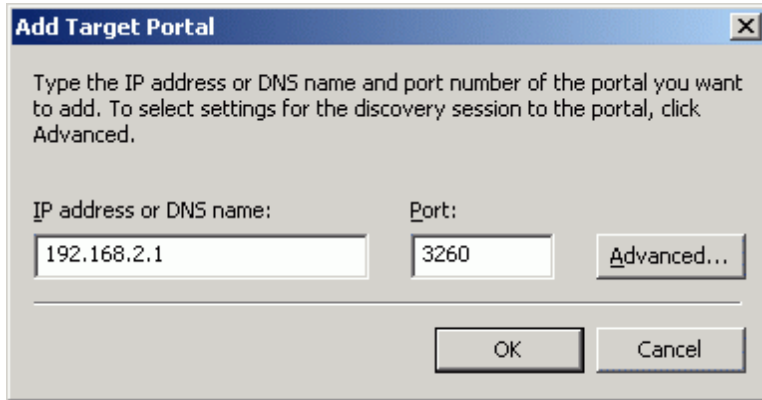 Add Target Portal
Type the IP address or DNS name and port number of the portal you want
to add. To select settings for the discovery session to the portal, click
Advanced.
IP address or DNS name: Port:
192.168.2.1 3260 Advanced...
OK Cancel